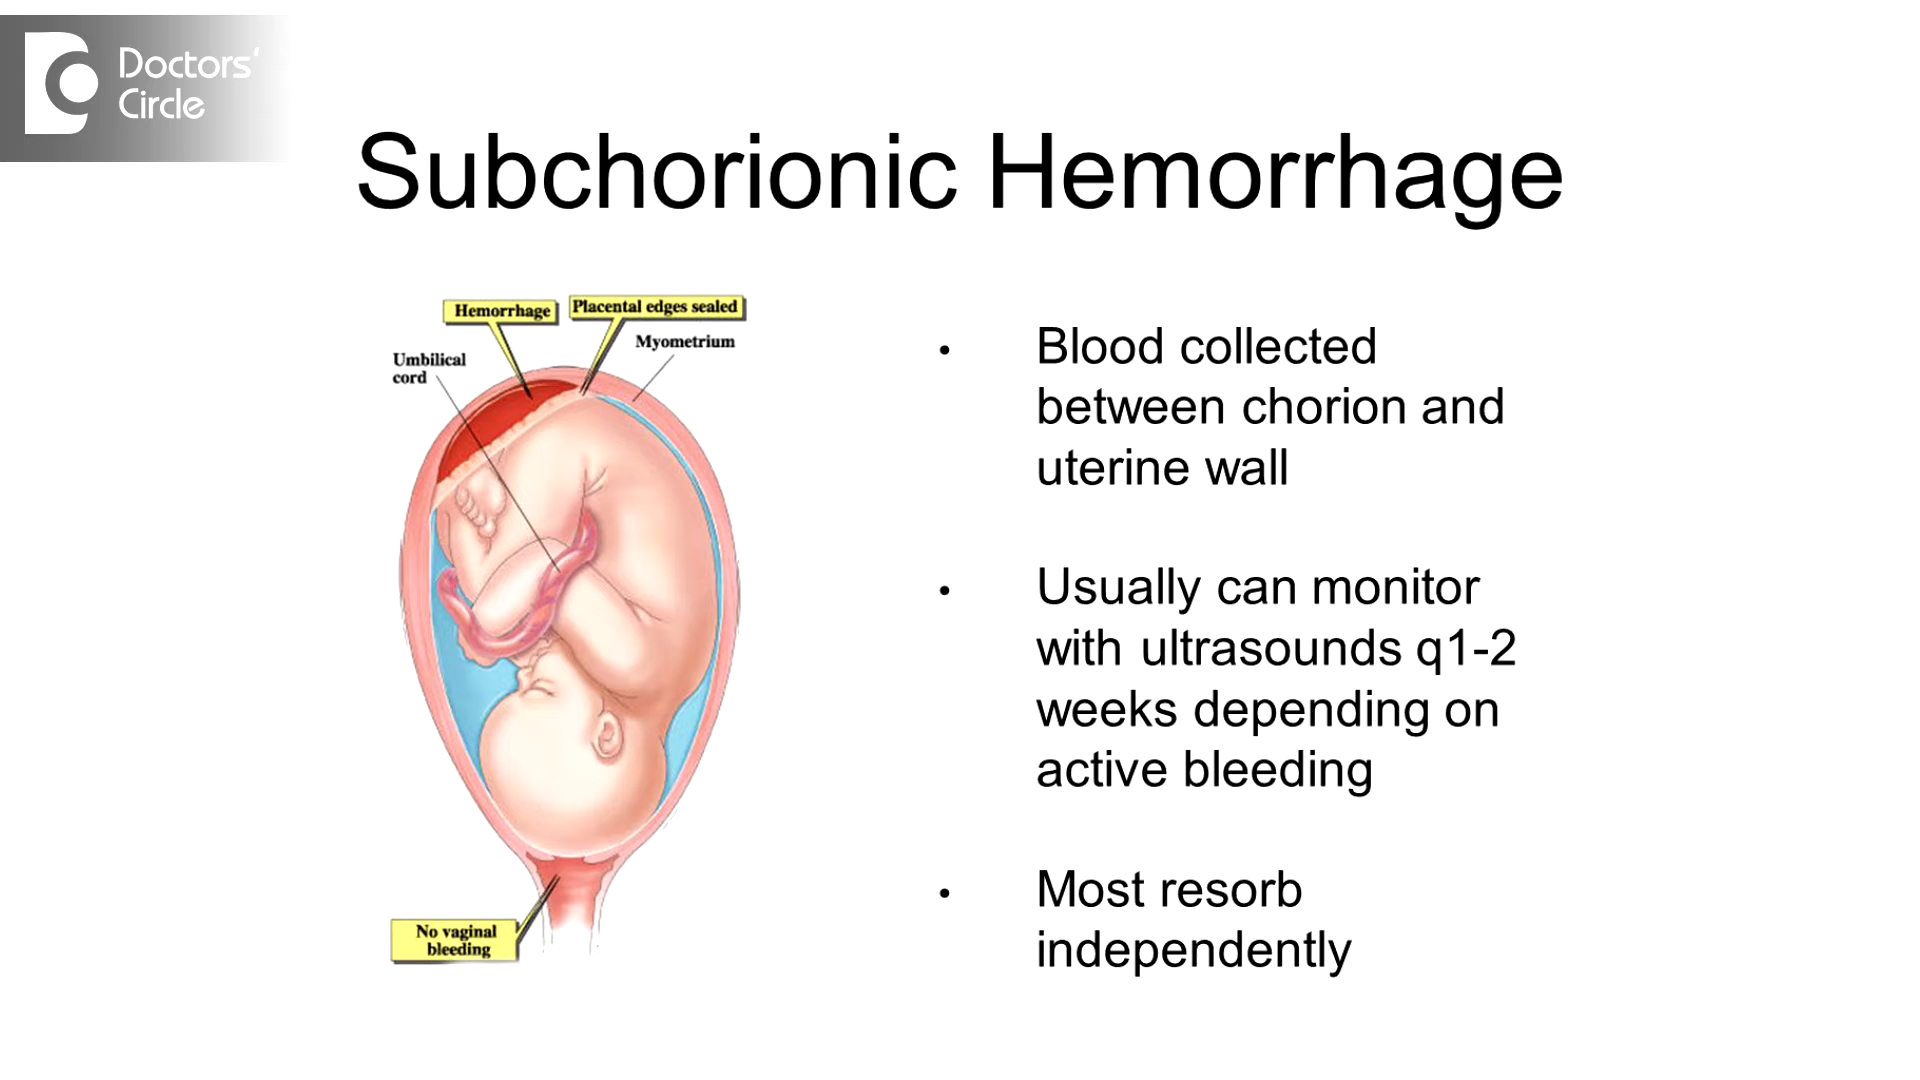 Doctors'
Circle
Subchorionic Hemorrhage
Hemorrhage
Placental edges sealed
Myometrium
Umbilical
cord
No vaginal
bleeding
• Blood collected
between chorion and
uterine wall
• Usually can monitor
with ultrasounds q1-2
weeks depending on
active bleeding
• Most resorb
independently